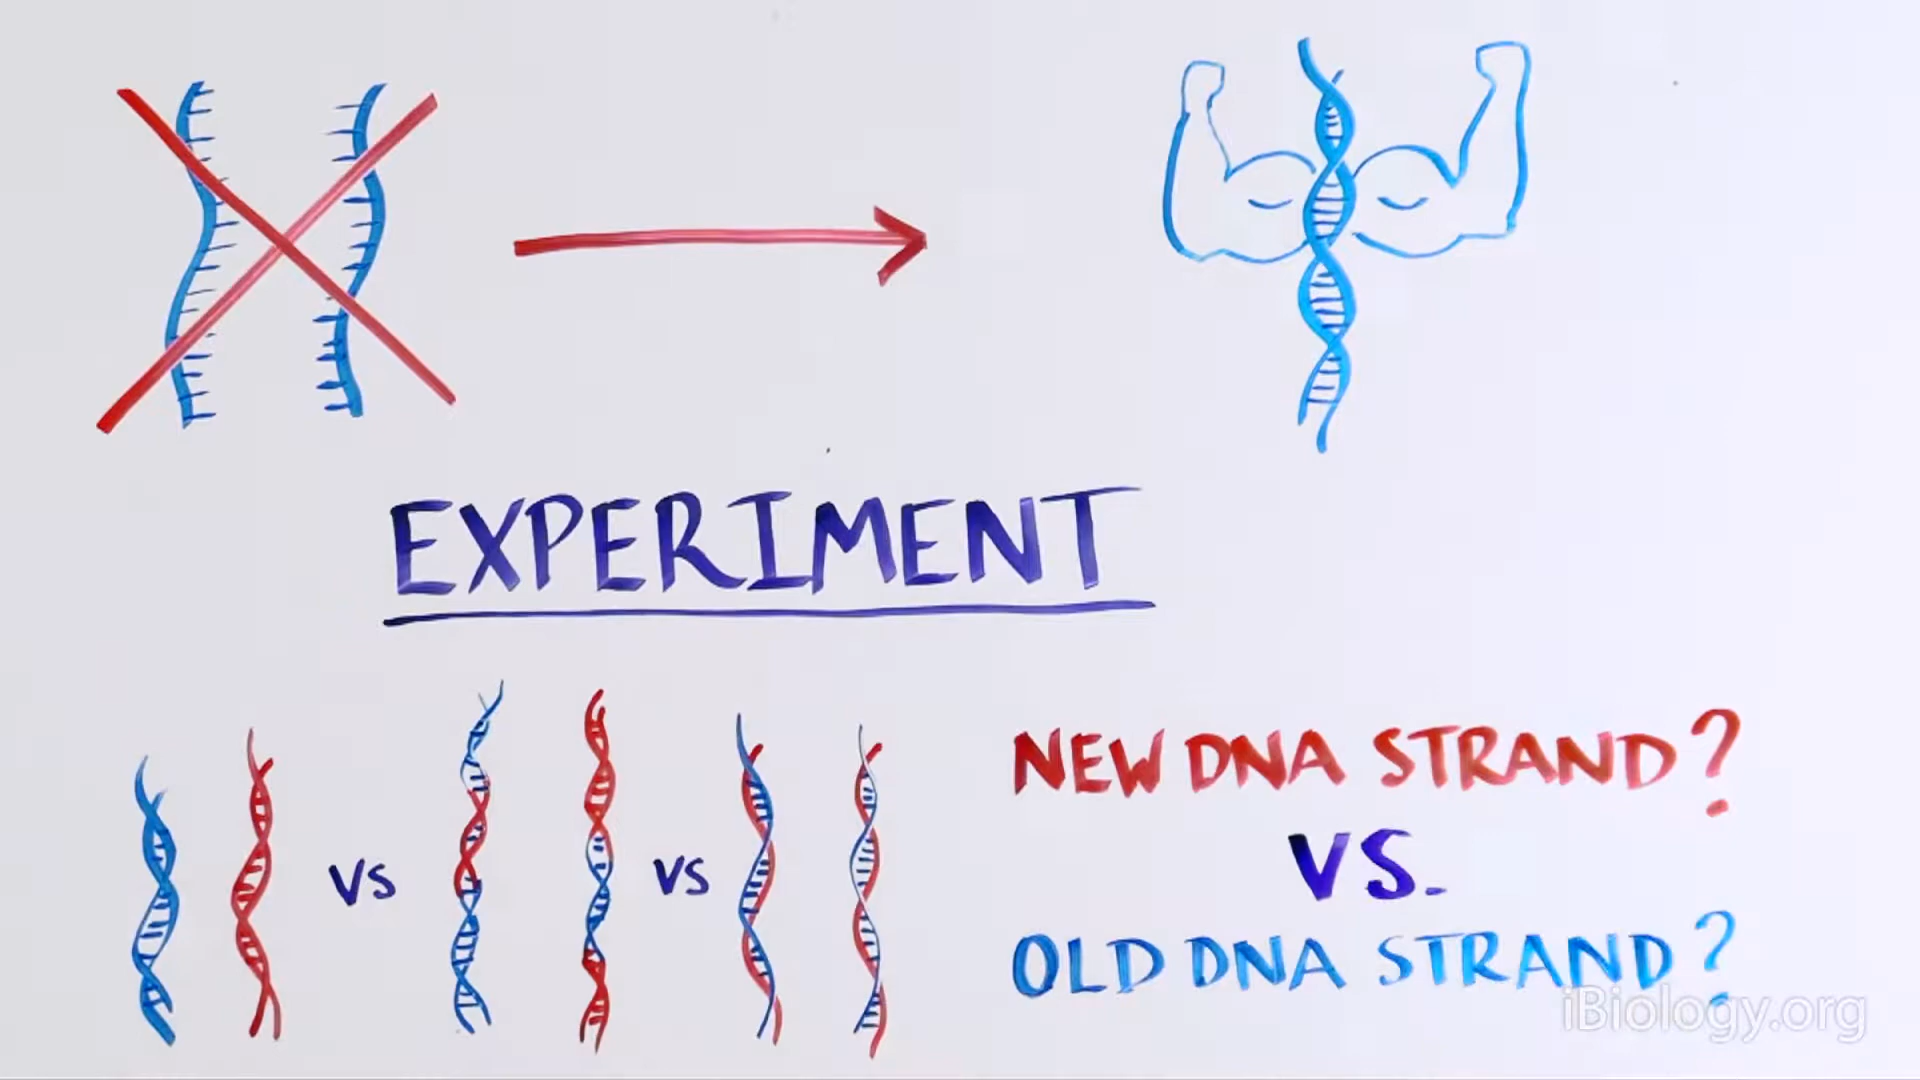 EXPERIMENT
VS
VS
NEW DNA STRAND?
VS.
OLD DNA STRAND?
iBiology.org